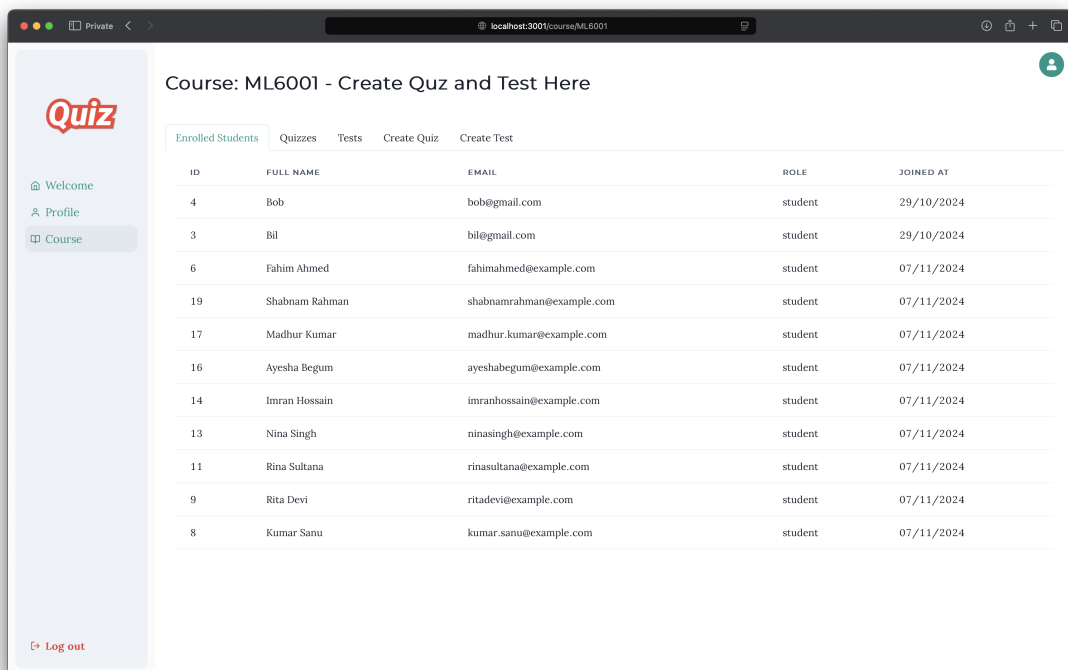 Private
localhost:3001/course/ML6001
Quiz
Welcome
Profile
Course
Log out
Course: ML6001 - Create Quz and Test Here
Enrolled Students Quizzes Tests Create Quiz Create Test
ID FULL NAME EMAIL ROLE JOINED AT
4 Bob bob@gmail.com student 29/10/2024
3 Bil bil@gmail.com student 29/10/2024
6 Fahim Ahmed fahimahmed@example.com student 07/11/2024
19 Shabnam Rahman shabnamrahman@example.com student 07/11/2024
17 Madhur Kumar madhur.kumar@example.com student 07/11/2024
16 Ayesha Begum ayeshabegum@example.com student 07/11/2024
14 Imran Hossain imranhossain@example.com student 07/11/2024
13 Nina Singh ninasingh@example.com student 07/11/2024
11 Rina Sultana rinasultana@example.com student 07/11/2024
9 Rita Devi ritadevi@example.com student 07/11/2024
8 Kumar Sanu kumar.sanu@example.com student 07/11/2024